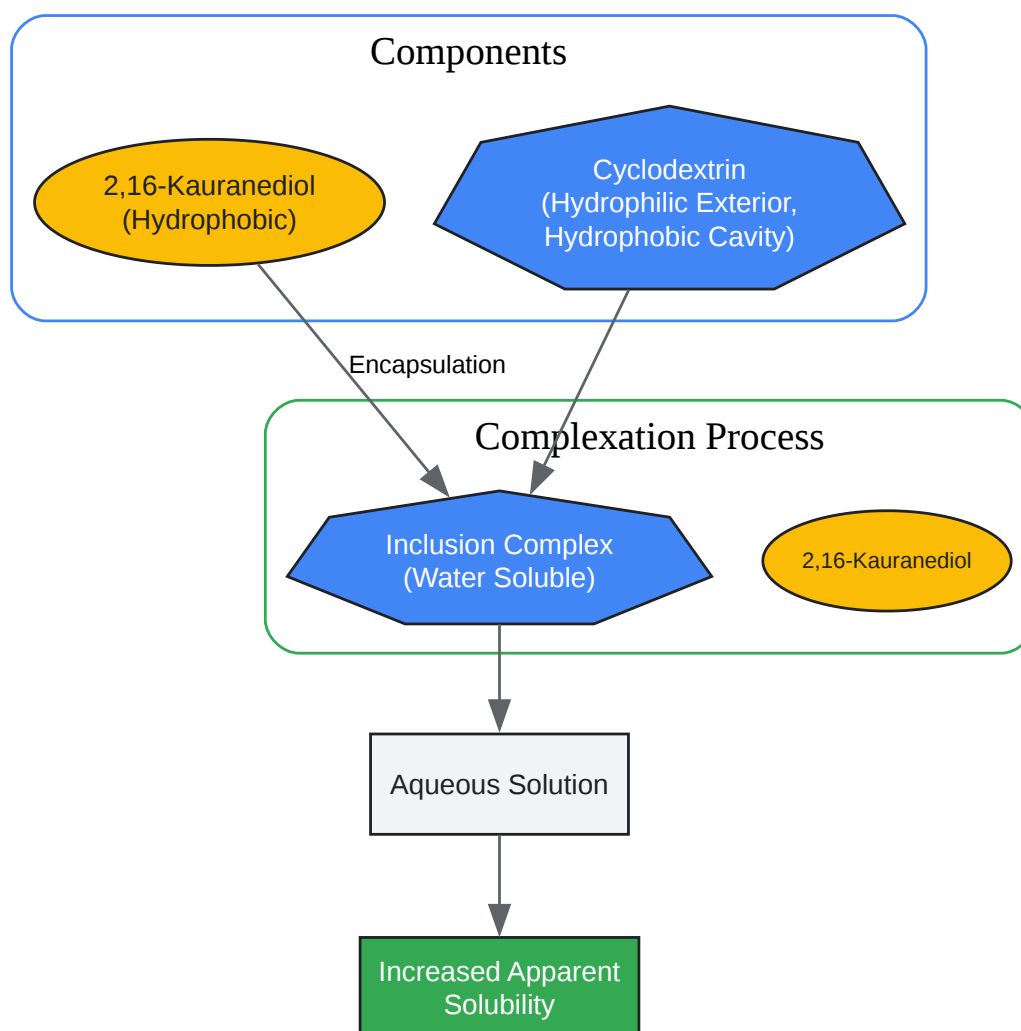 Components
2,16-Kauranediol
(Hydrophobic)
Cyclodextrin
(Hydrophilic Exterior,
Hydrophobic Cavity)
Encapsulation
Complexation Process
Inclusion Complex
(Water Soluble)
2,16-Kauranediol
Aqueous Solution
Increased Apparent
Solubility